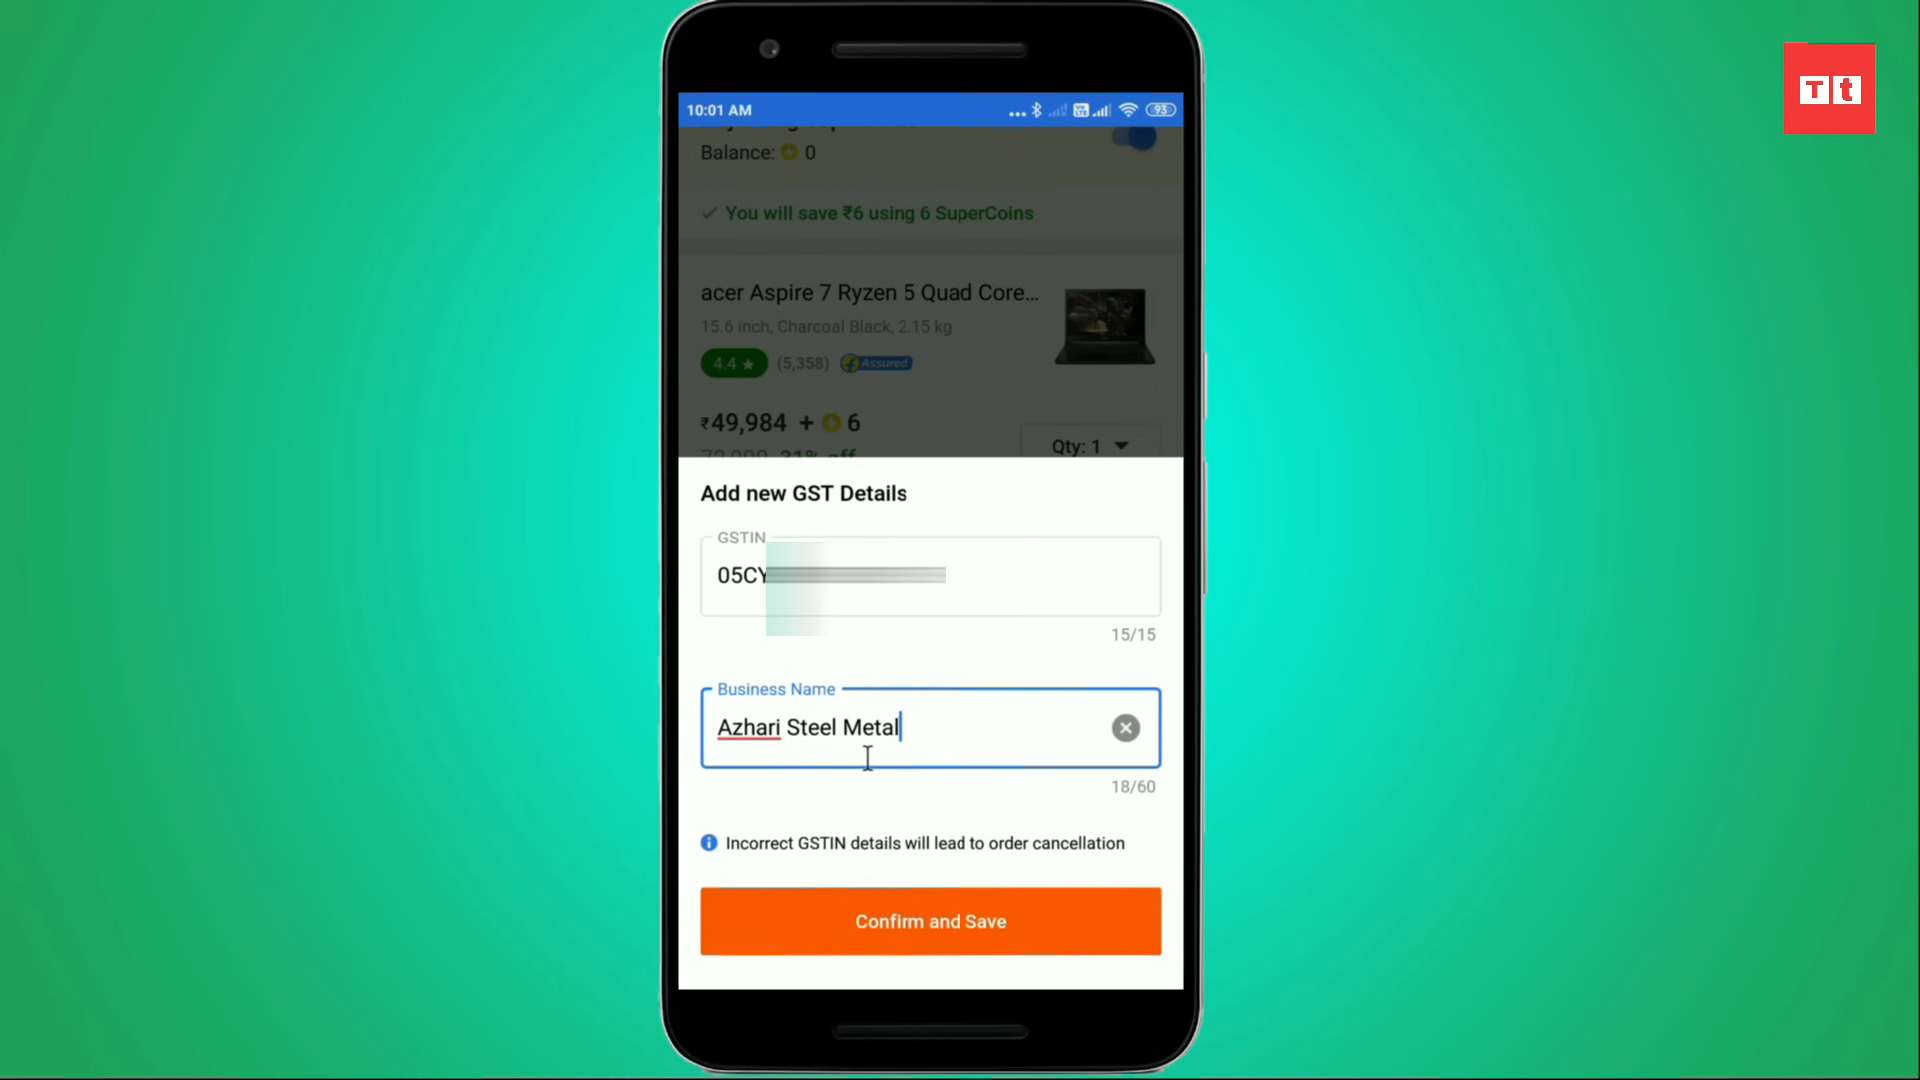 10:01 AM
VoLTE
93
Balance: 0
You will save ₹6 using 6 SuperCoins
acer Aspire 7 Ryzen 5 Quad Core...
15.6 inch, Charcoal Black, 2.15 kg
4.4 ★ (5,358) Assured
₹49,984 + 6
31% off
Qty: 1
Add new GST Details
GSTIN
05CY
15/15
Business Name
Azhari Steel Metal
18/60
Incorrect GSTIN details will lead to order cancellation
Confirm and Save
T t